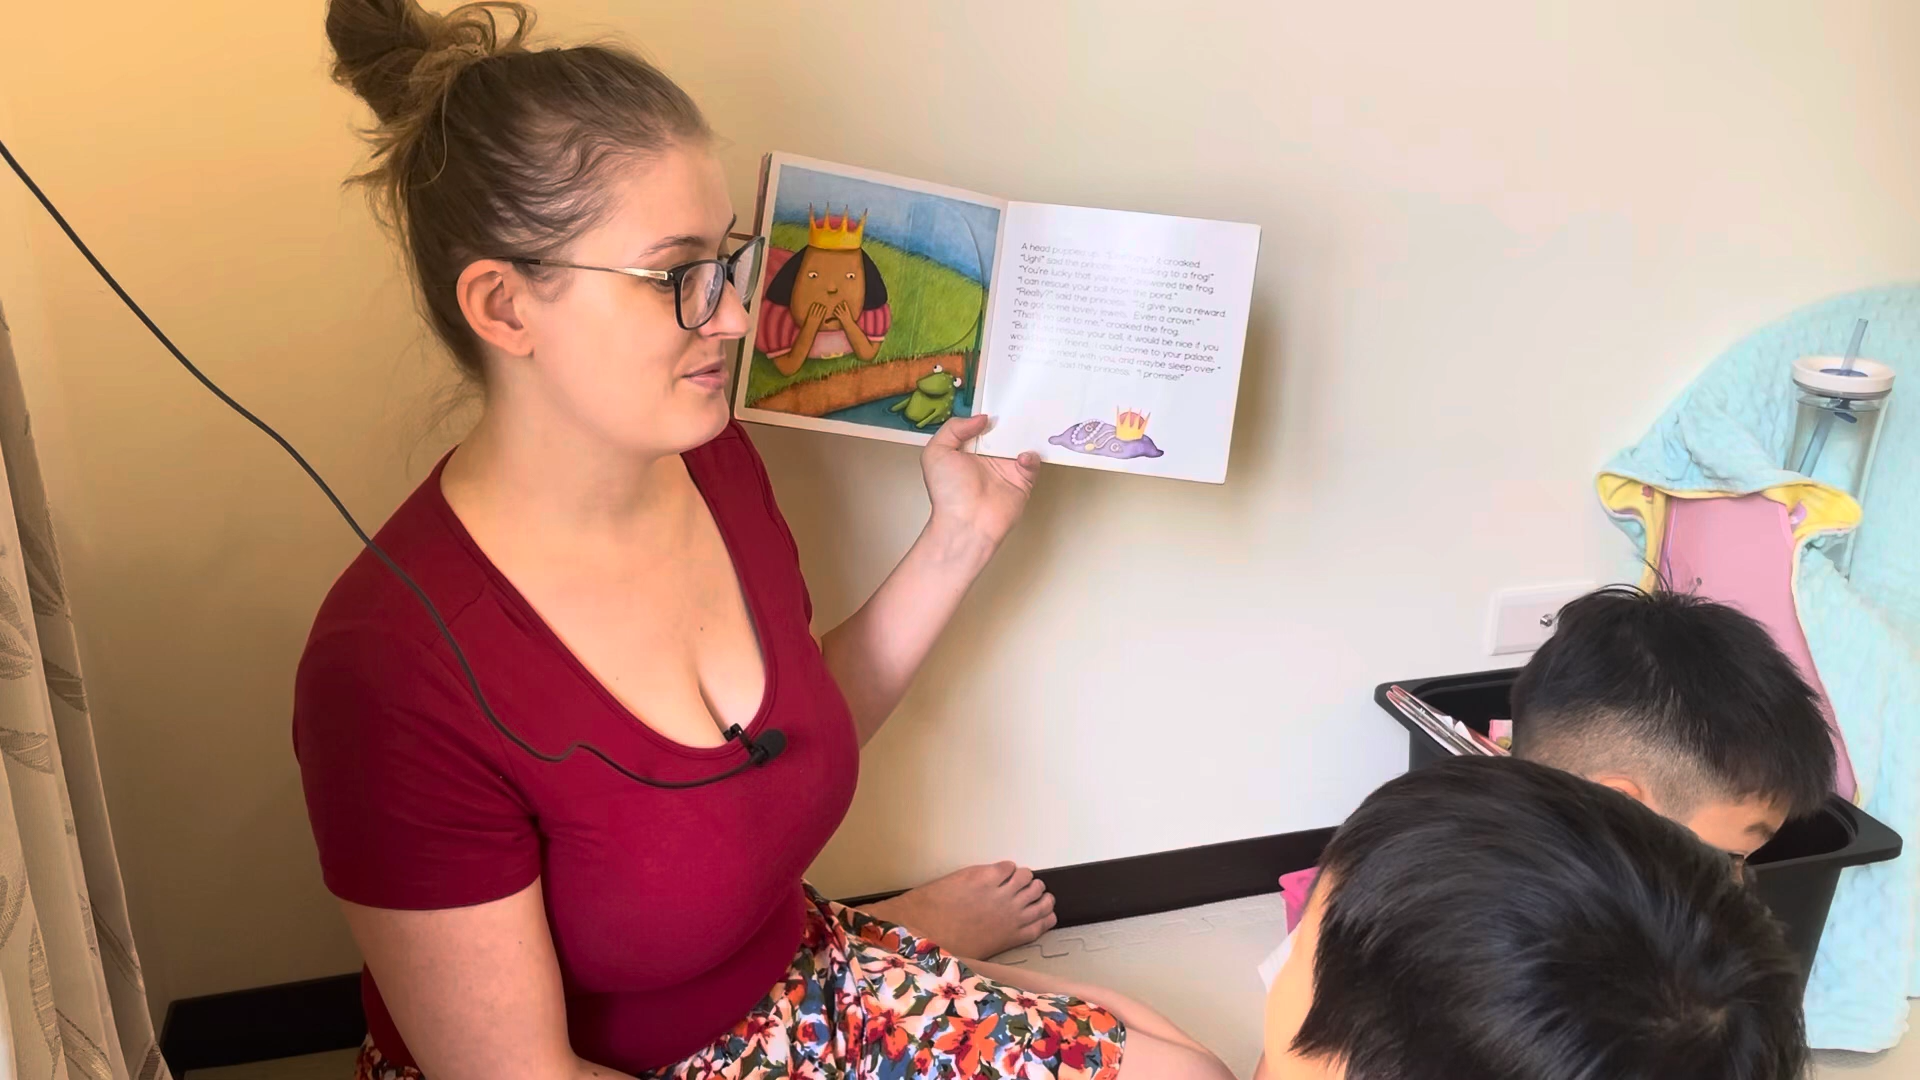 A head popped up. it croaked.
"Ugh!" said the princess. "I'm talking to a frog!"
"You're lucky that you are," answered the frog.
"I can rescue your ball from the pond."
"Really?" said the princess. "I'd give you a reward.
I've got some lovely jewels. Even a crown."
"That's no use to me," croaked the frog.
"But if I did rescue your ball, it would be nice if you
would be my friend. I could come to your palace,
and meal with you, and maybe sleep over."
said the princess. "I promise!"